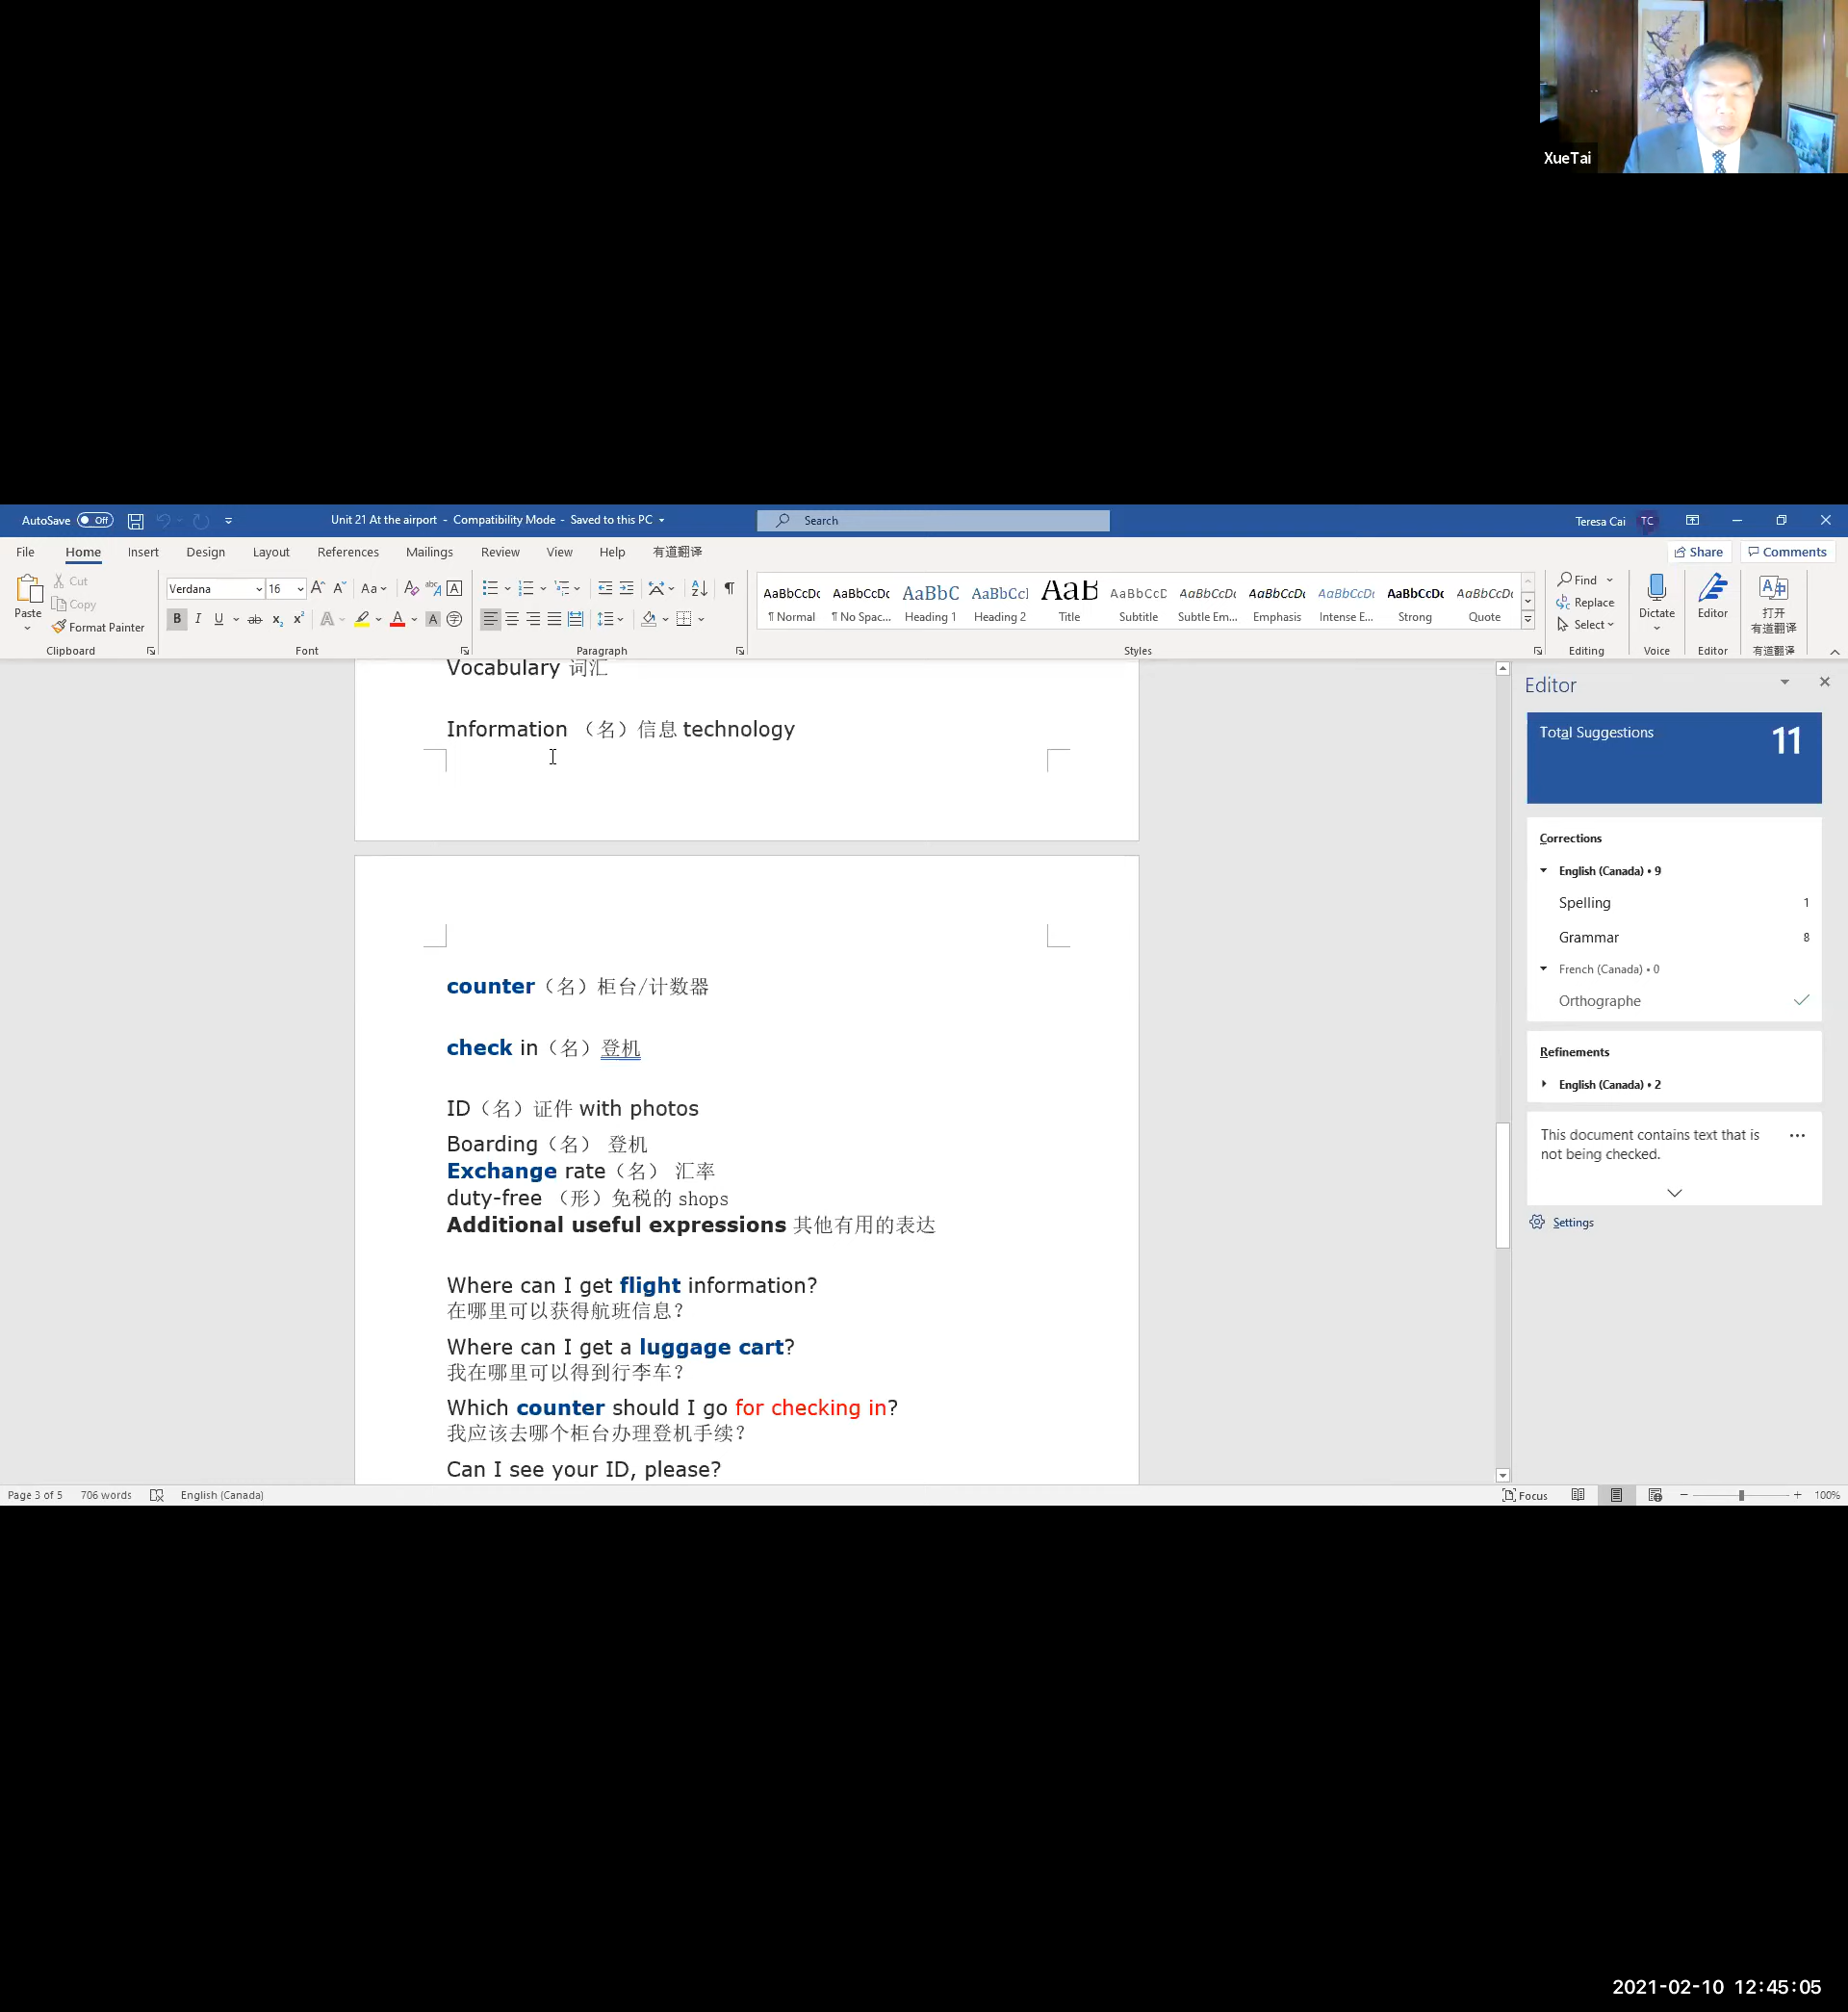 XueTai
AutoSave Off
Unit 21 At the airport - Compatibility Mode - Saved to this PC
Search
Teresa Cai TC
File Home Insert Design Layout References Mailings Review View Help 有道翻译
Share Comments
Paste
Cut
Copy
Format Painter
Clipboard
Verdana 16
Font
Paragraph
AaBbCcDc AaBbCcDc AaBbC AaBbCcI AaB AaBbCcD AaBbCcDc AaBbCcDc AaBbCcDc AaBbCcDc AaBbCcDc
¶ Normal ¶ No Spac... Heading 1 Heading 2 Title Subtitle Subtle Em... Emphasis Intense E... Strong Quote
Styles
Find
Replace
Select
Editing
Dictate
Voice
Editor
Editor
打开
有道翻译
有道翻译
Vocabulary 词汇
Information （名）信息 technology
counter（名）柜台/计数器
check in（名）登机
ID（名）证件 with photos
Boarding（名） 登机
Exchange rate（名） 汇率
duty-free （形）免税的 shops
Additional useful expressions 其他有用的表达
Where can I get flight information?
在哪里可以获得航班信息？
Where can I get a luggage cart?
我在哪里可以得到行李车？
Which counter should I go for checking in?
我应该去哪个柜台办理登机手续？
Can I see your ID, please?
Editor
Total Suggestions 11
Corrections
English (Canada) • 9
Spelling 1
Grammar 8
French (Canada) • 0
Orthographe
Refinements
English (Canada) • 2
This document contains text that is
not being checked.
Settings
Page 3 of 5 706 words English (Canada)
Focus 100%
2021-02-10 12:45:05